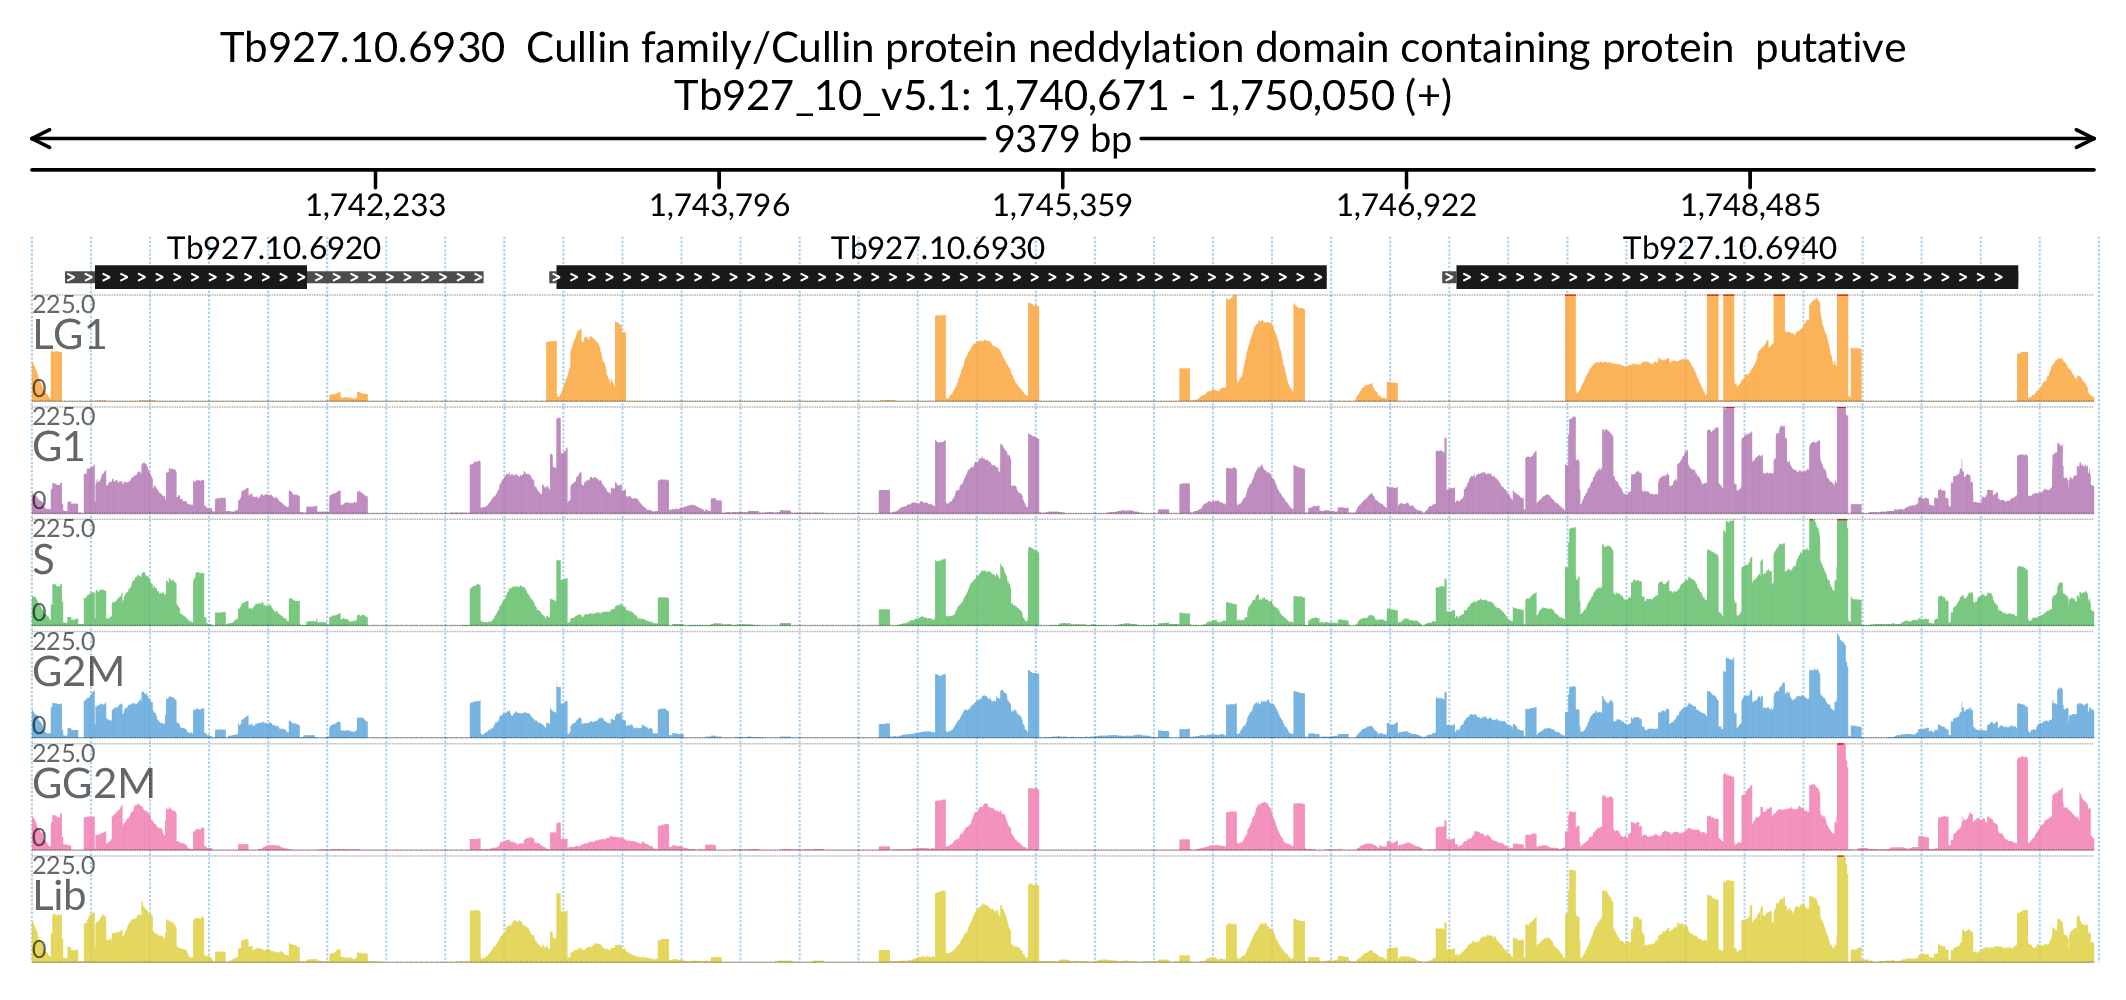 Tb927.10.6930  Cullin family/Cullin protein neddylation domain containing protein  putative
Tb927_10_v5.1: 1,740,671 - 1,750,050 (+)
9379 bp
1,742,233 1,743,796 1,745,359 1,746,922 1,748,485
Tb927.10.6920 Tb927.10.6930 Tb927.10.6940
225.0
LG1
0
225.0
G1
0
225.0
S
0
225.0
G2M
0
225.0
GG2M
0
225.0
Lib
0